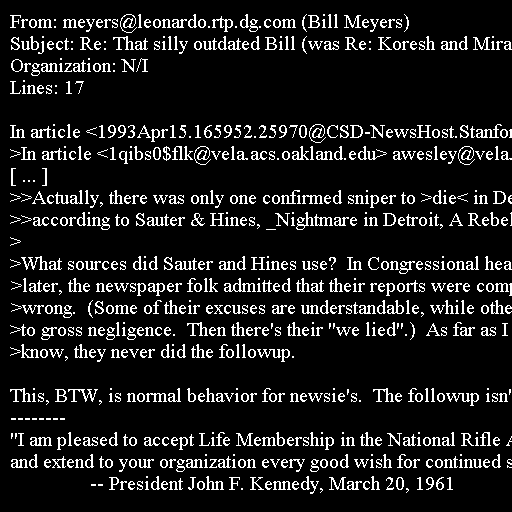 From: meyers@leonardo.rtp.dg.com (Bill Meyers)
Subject: Re: That silly outdated Bill (was Re: Koresh and Mira
Organization: N/I
Lines: 17

In article <1993Apr15.165952.25970@CSD-NewsHost.Stanfor
>In article <1qibs0$flk@vela.acs.oakland.edu> awesley@vela.
[ ... ]
>>Actually, there was only one confirmed sniper to >die< in De
>>according to Sauter & Hines, _Nightmare in Detroit, A Rebel
>
>What sources did Sauter and Hines use?  In Congressional hea
>later, the newspaper folk admitted that their reports were comp
>wrong.  (Some of their excuses are understandable, while othe
>to gross negligence.  Then there's their "we lied".)  As far as I
>know, they never did the followup.

This, BTW, is normal behavior for newsie's.  The followup isn'
--------
"I am pleased to accept Life Membership in the National Rifle A
and extend to your organization every good wish for continued s
-- President John F. Kennedy, March 20, 1961